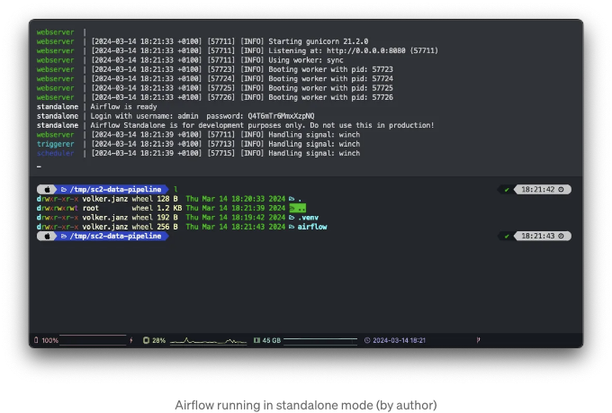 webserver |
webserver | [2024-03-14 18:21:33 +0100] [57711] [INFO] Starting gunicorn 21.2.0
webserver | [2024-03-14 18:21:33 +0100] [57711] [INFO] Listening at: http://0.0.0.0:8080 (57711)
webserver | [2024-03-14 18:21:33 +0100] [57711] [INFO] Using worker: sync
webserver | [2024-03-14 18:21:33 +0100] [57723] [INFO] Booting worker with pid: 57723
webserver | [2024-03-14 18:21:33 +0100] [57724] [INFO] Booting worker with pid: 57724
webserver | [2024-03-14 18:21:33 +0100] [57725] [INFO] Booting worker with pid: 57725
webserver | [2024-03-14 18:21:33 +0100] [57726] [INFO] Booting worker with pid: 57726
standalone | Airflow is ready
standalone | Login with username: admin password: Q4T6mTr6MmxXzpNQ
standalone | Airflow Standalone is for development purposes only. Do not use this in production!
webserver | [2024-03-14 18:21:39 +0100] [57711] [INFO] Handling signal: winch
triggerer | [2024-03-14 18:21:39 +0100] [57713] [INFO] Handling signal: winch
scheduler | [2024-03-14 18:21:39 +0100] [57715] [INFO] Handling signal: winch
/tmp/sc2-data-pipeline l ✔ 18:21:42
drwxr-xr-x volker.janz wheel 128 B Thu Mar 14 18:20:33 2024 .
drwxrwxrwt root wheel 1.2 KB Thu Mar 14 18:21:39 2024 ..
drwxr-xr-x volker.janz wheel 192 B Thu Mar 14 18:19:42 2024 .venv
drwxr-xr-x volker.janz wheel 256 B Thu Mar 14 18:21:43 2024 airflow
/tmp/sc2-data-pipeline ✔ 18:21:43
100% 28% 45 GB 2024-03-14 18:21
Airflow running in standalone mode (by author)